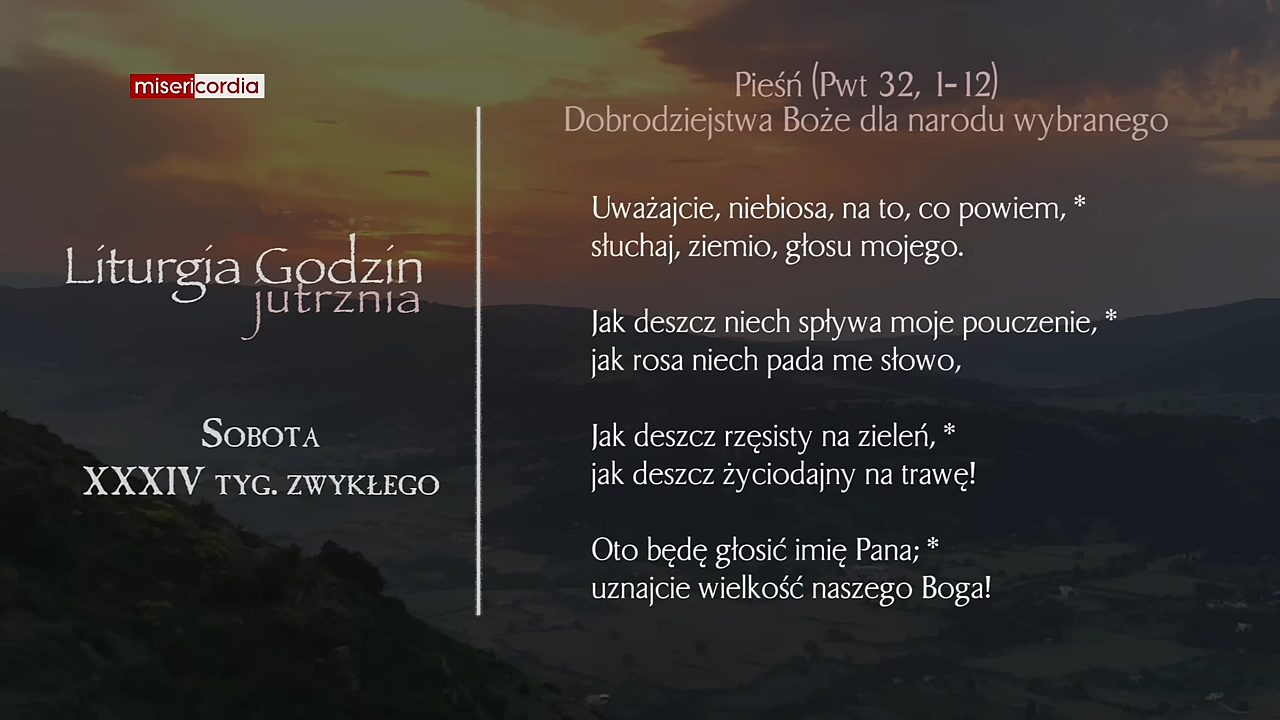 misericordia
Liturgia Godzin
jutrznia
Sobota
XXXIV tyg. zwykłego
Pieśń (Pwt 32, 1-12)
Dobrodziejstwa Boże dla narodu wybranego
Uważajcie, niebiosa, na to, co powiem, *
słuchaj, ziemio, głosu mojego.
Jak deszcz niech spływa moje pouczenie, *
jak rosa niech pada me słowo,
Jak deszcz rzęsisty na zieleń, *
jak deszcz życiodajny na trawę!
Oto będę głosić imię Pana; *
uznajcie wielkość naszego Boga!